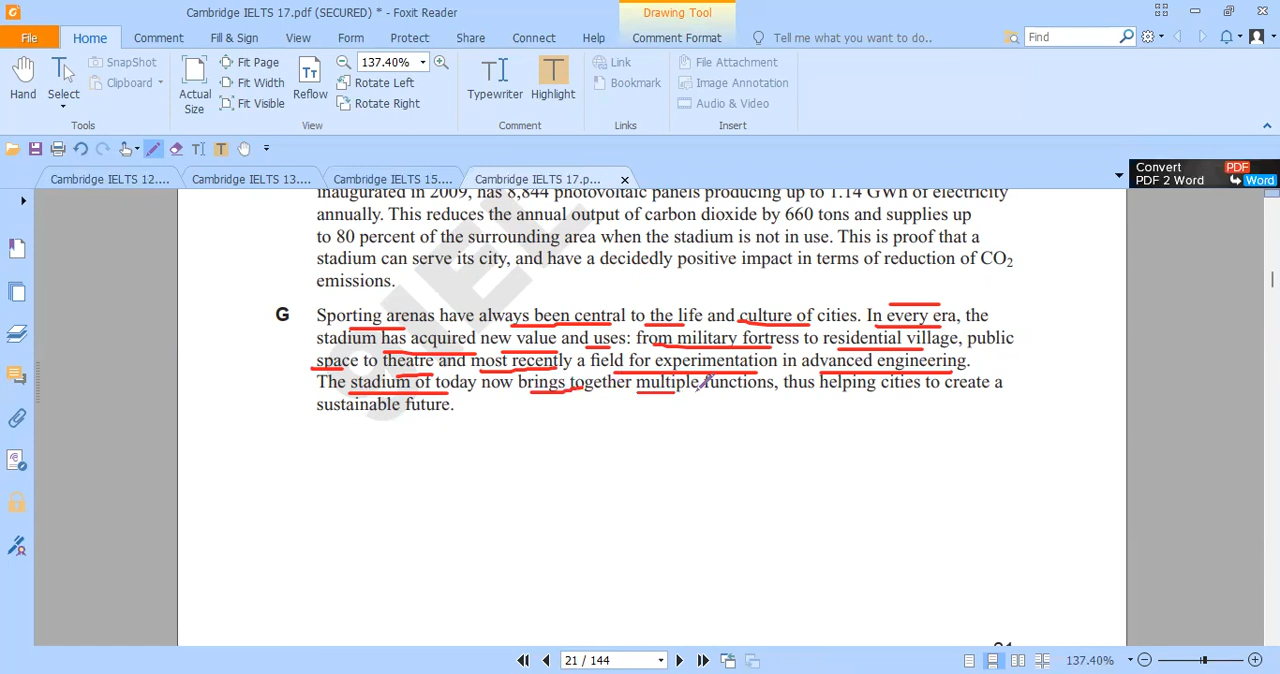 Cambridge IELTS 17.pdf (SECURED) * - Foxit Reader
Drawing Tool
File
Home
Comment
Fill & Sign
View
Form
Protect
Share
Connect
Help
Comment Format
Tell me what you want to do..
Find
Hand
Select
SnapShot
Clipboard
Tools
Actual
Size
Fit Page
Fit Width
Fit Visible
Reflow
137.40%
Rotate Left
Rotate Right
View
Typewriter
Highlight
Comment
Link
Bookmark
Links
File Attachment
Image Annotation
Audio & Video
Insert
Cambridge IELTS 12....
Cambridge IELTS 13....
Cambridge IELTS 15....
Cambridge IELTS 17.p...
Convert
PDF 2 Word
PDF
Word
inaugurated in 2009, has 8,844 photovoltaic panels producing up to 1.14 GWh of electricity
annually. This reduces the annual output of carbon dioxide by 660 tons and supplies up
to 80 percent of the surrounding area when the stadium is not in use. This is proof that a
stadium can serve its city, and have a decidedly positive impact in terms of reduction of CO2
emissions.
G Sporting arenas have always been central to the life and culture of cities. In every era, the
stadium has acquired new value and uses: from military fortress to residential village, public
space to theatre and most recently a field for experimentation in advanced engineering.
The stadium of today now brings together multiple functions, thus helping cities to create a
sustainable future.
21 / 144
137.40%